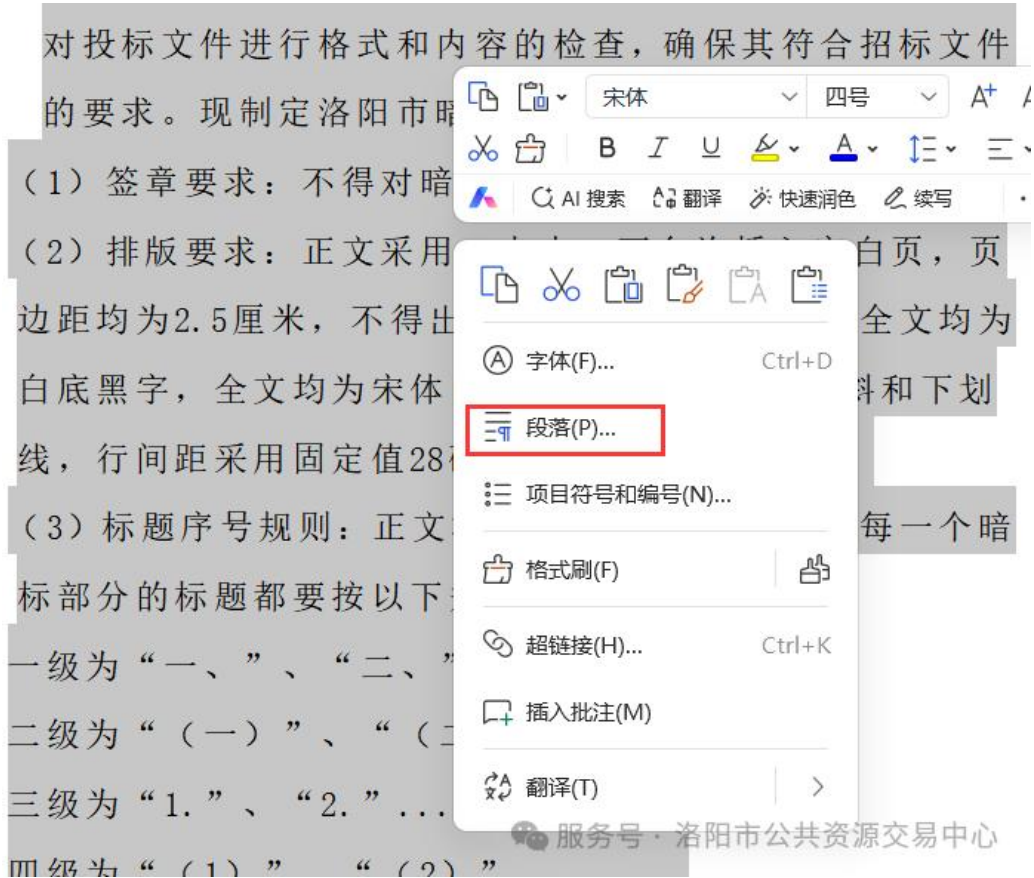 对投标文件进行格式和内容的检查，确保其符合招标文件
的要求。现制定洛阳市暗
宋体 四号 A+
B I U A
AI 搜索 翻译 快速润色 续写
（1）签章要求：不得对暗
（2）排版要求：正文采用 白页，页
边距均为2.5厘米，不得出 全文均为
字体(F)... Ctrl+D
白底黑字，全文均为宋体 斜和下划
段落(P)...
线，行间距采用固定值28
项目符号和编号(N)...
（3）标题序号规则：正文 每一个暗
格式刷(F)
标部分的标题都要按以下
超链接(H)... Ctrl+K
一级为“一、”、“二、”
插入批注(M)
二级为“（一）”、“（二
翻译(T)
三级为“1.”、“2.”...
服务号 · 洛阳市公共资源交易中心
四级为“（1）”、“（2）”